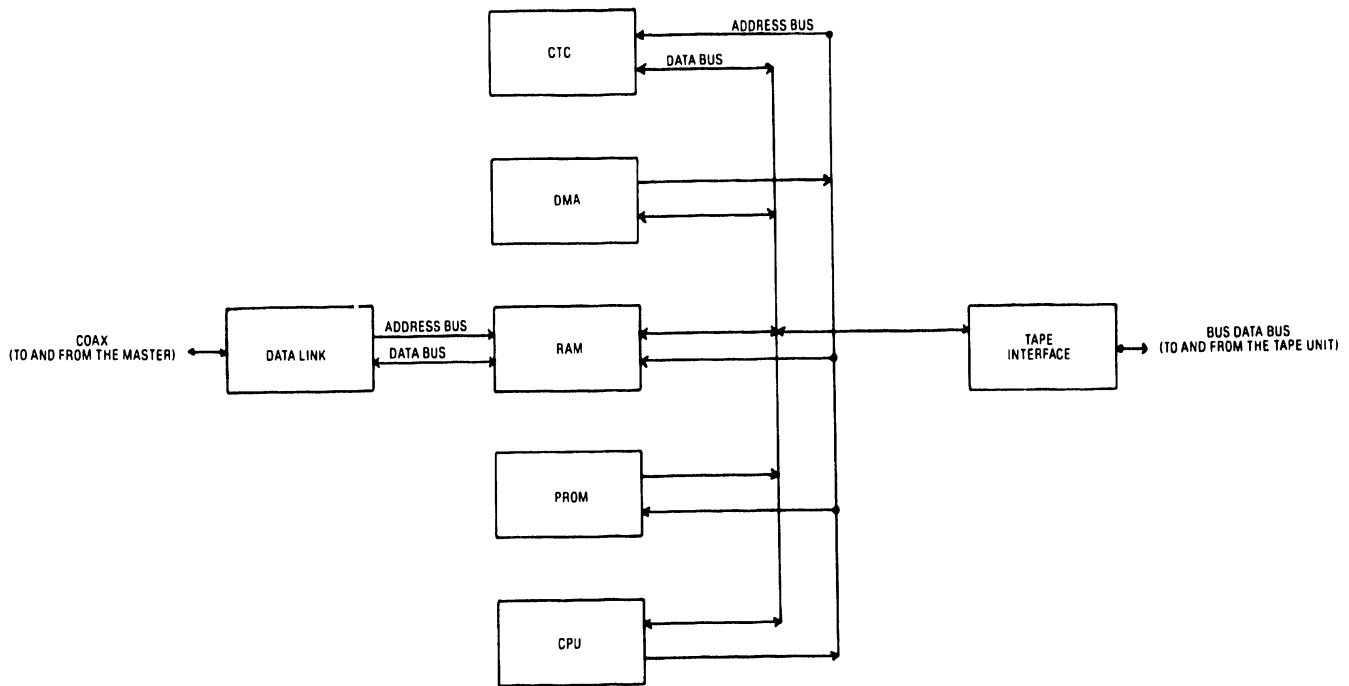 ADDRESS BUS
CTC
DATA BUS
DMA
COAX
(TO AND FROM THE MASTER)
DATA LINK
ADDRESS BUS
DATA BUS
RAM
TAPE
INTERFACE
BUS DATA BUS
(TO AND FROM THE TAPE UNIT)
PROM
CPU